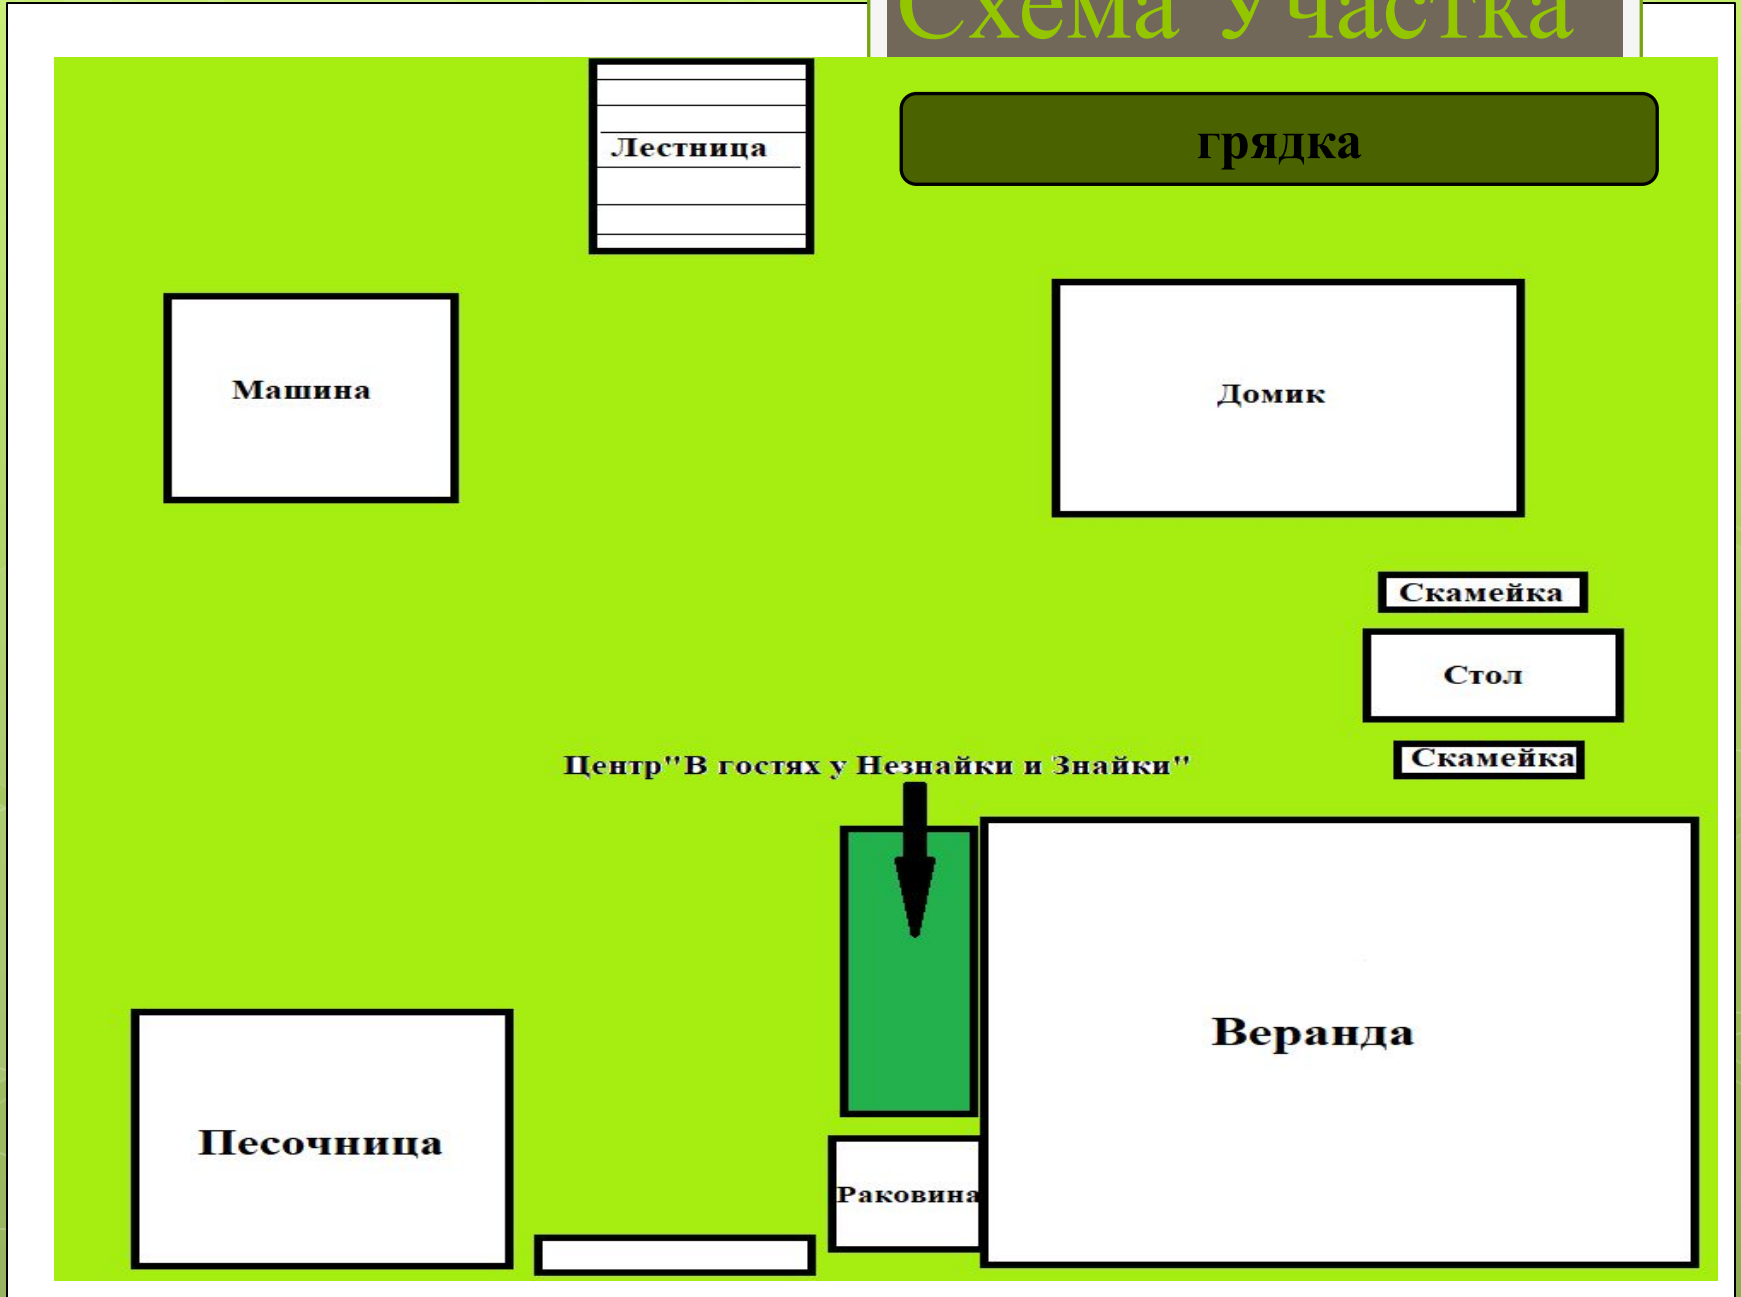 Схема Участка
грядка
Лестница
Машина
Домик
Скамейка
Стол
Скамейка
Центр"В гостях у Незнайки и Знайки"
Веранда
Песочница
Раковина